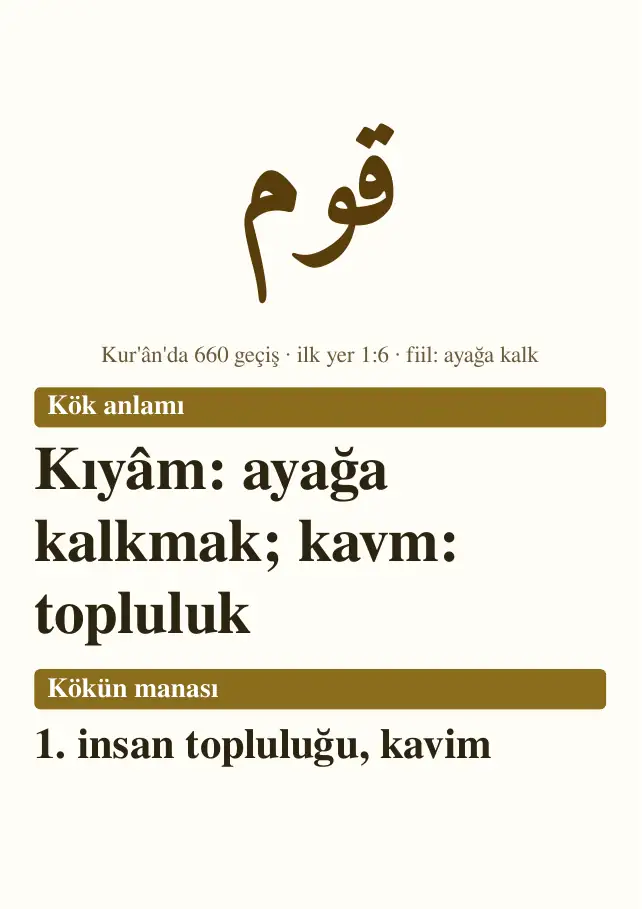 قوم
Kur'ân'da 660 geçiş · ilk yer 1:6 · fiil: ayağa kalk
Kök anlamı
Kıyâm: ayağa
kalkmak; kavm:
topluluk
Kökün manası
1. insan topluluğu, kavim